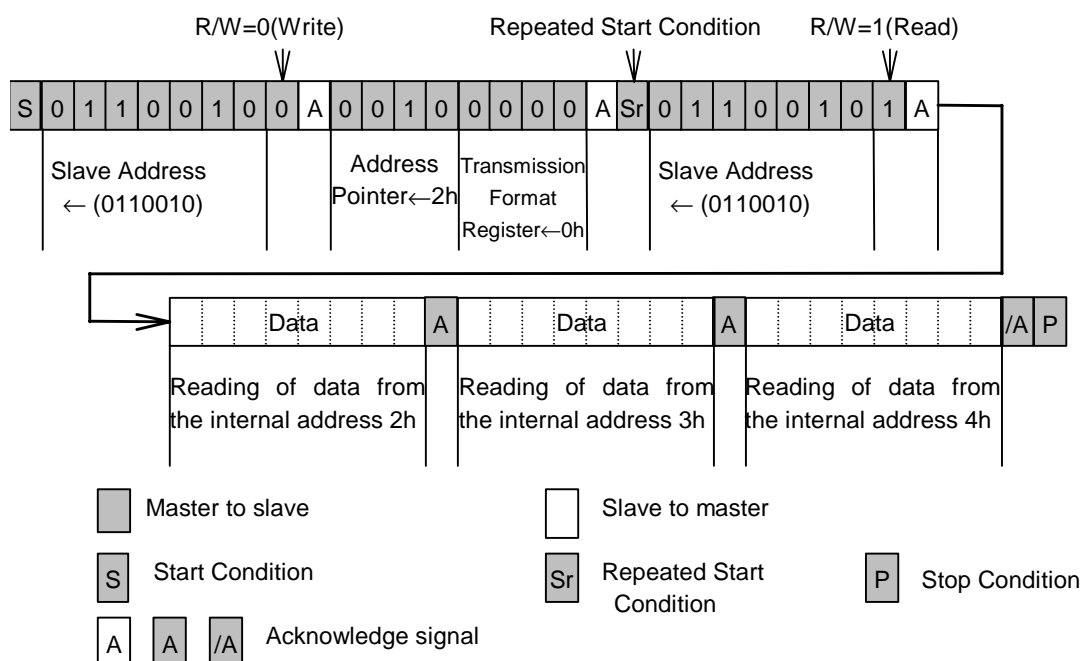 R/W=0(Write) Repeated Start Condition R/W=1(Read)
S 0 1 1 0 0 1 0 0 A 0 0 1 0 0 0 0 0 A Sr 0 1 1 0 0 1 0 1 A
Slave Address
← (0110010)
Address
Pointer←2h
Transmission
Format
Register←0h
Slave Address
← (0110010)
Data A Data A Data /A P
Reading of data from
the internal address 2h
Reading of data from
the internal address 3h
Reading of data from
the internal address 4h
Master to slave
Slave to master
S Start Condition
Sr Repeated Start
Condition
P Stop Condition
A A /A Acknowledge signal